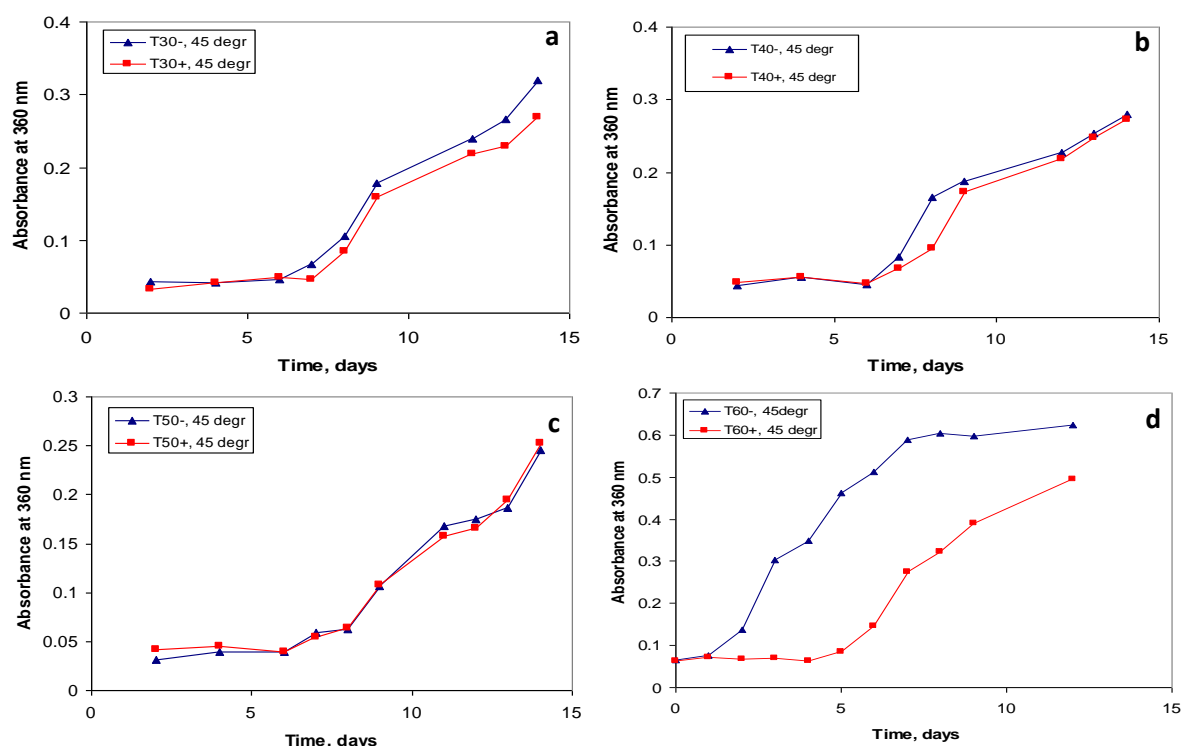 a
T30-, 45 degr
T30+, 45 degr
Absorbance at 360 nm
0.4
0.3
0.2
0.1
0
0 5 10 15
Time, days
b
T40-, 45 degr
T40+, 45 degr
Absorbance at 360 nm
0.4
0.3
0.2
0.1
0
0 5 10 15
Time, days
c
T50-, 45 degr
T50+, 45 degr
Absorbance at 360 nm
0.3
0.25
0.2
0.15
0.1
0.05
0
0 5 10 15
Time, days
d
T60-, 45degr
T60+, 45 degr
Absorbance at 360 nm
0.7
0.6
0.5
0.4
0.3
0.2
0.1
0
0 5 10 15
Time, days